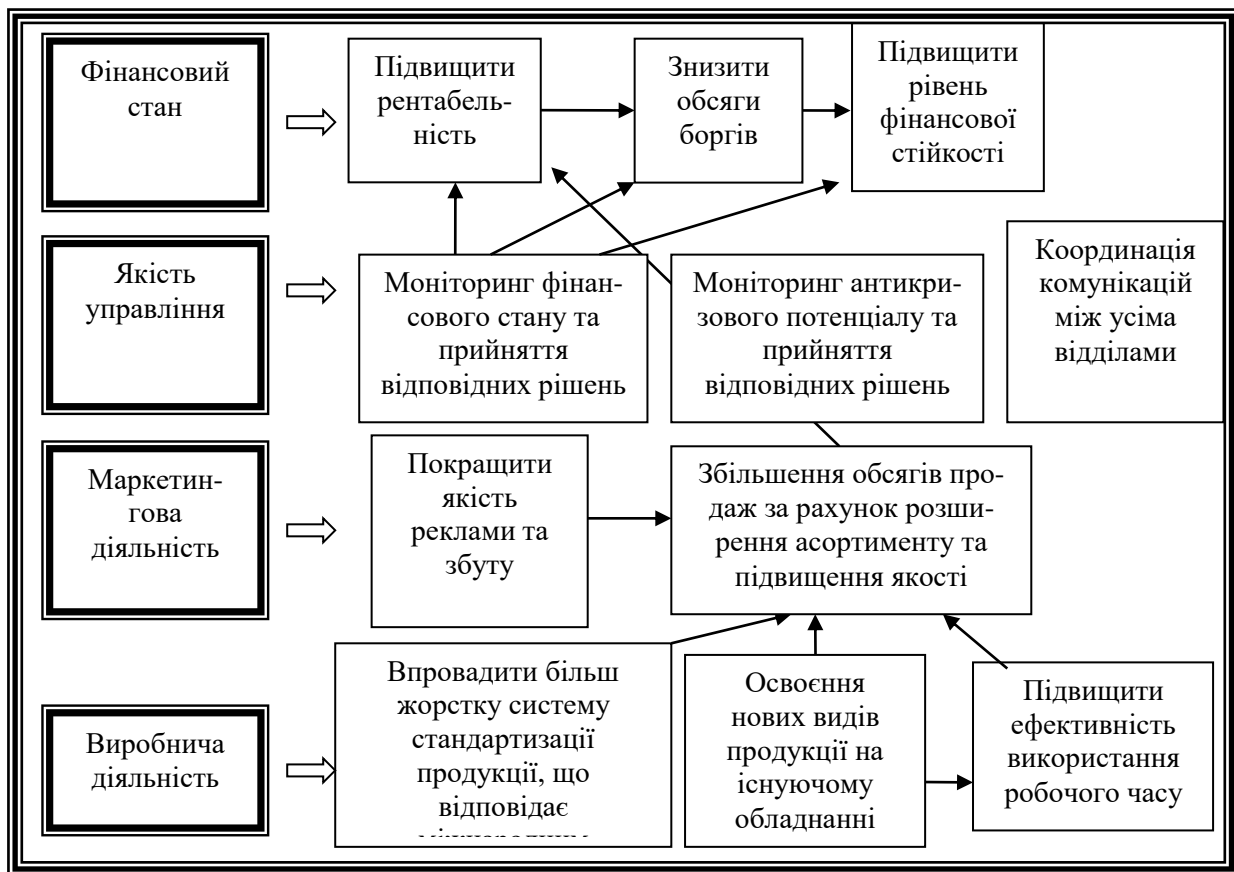 Фінансовий
стан
Підвищити
рентабель-
ність
Знизити
обсяги
боргів
Підвищити
рівень
фінансової
стійкості
Якість
управління
Моніторинг фінан-
сового стану та
прийняття
відповідних рішень
Моніторинг антикри-
зового потенціалу та
прийняття
відповідних рішень
Координація
комунікацій
між усіма
відділами
Маркетин-
гова
діяльність
Покращити
якість
реклами та
збуту
Збільшення обсягів про-
даж за рахунок розши-
рення асортименту та
підвищення якості
Виробнича
діяльність
Впровадити більш
жорстку систему
стандартизації
продукції, що
відповідає
Освоєння
нових видів
продукції на
існуючому
обладнанні
Підвищити
ефективність
використання
робочого часу